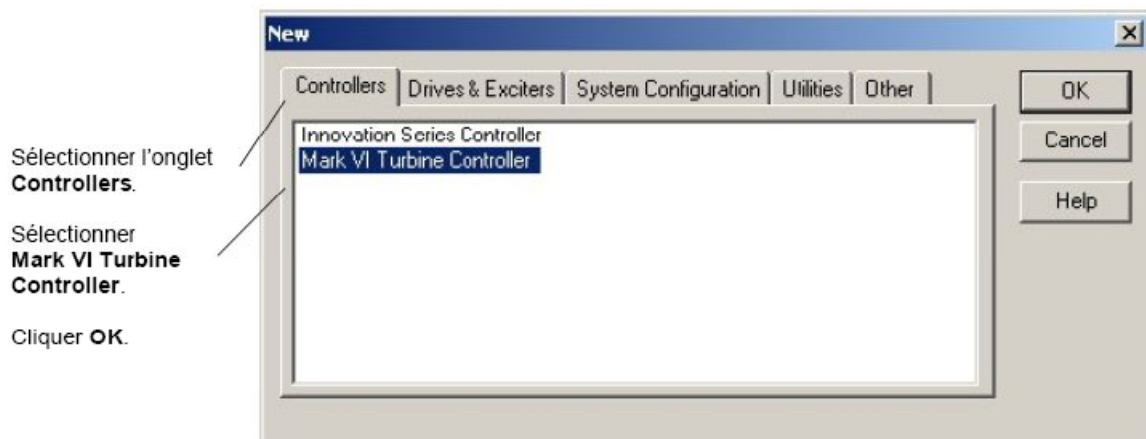 New
Controllers Drives & Exciters System Configuration Utilities Other
OK
Cancel
Help
Innovation Series Controller
Mark VI Turbine Controller
Sélectionner l'onglet
Controllers.
Sélectionner
Mark VI Turbine
Controller.
Cliquer OK.